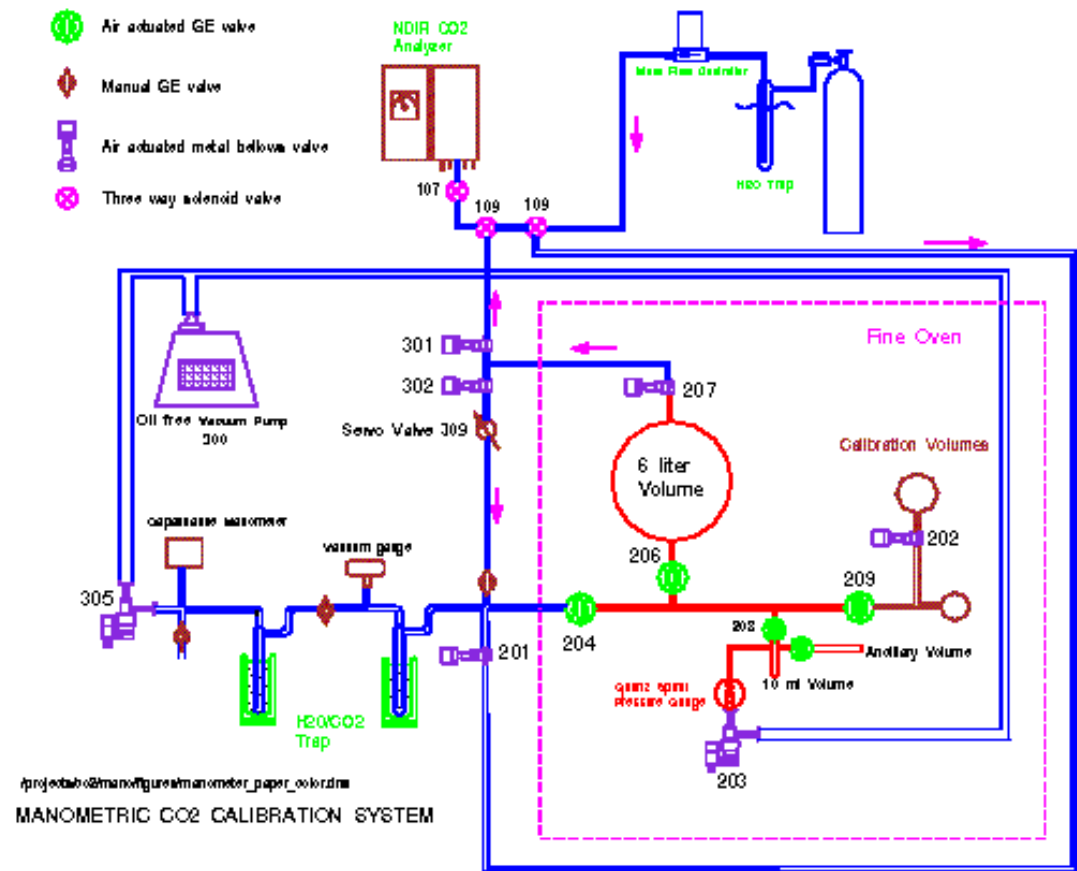 Air actuated GE valve
Manual GE valve
Air actuated metal bellows valve
Three way solenoid valve
NDIR CO2
Analyzer
Mass Flow Controller
H2O Trap
107
109
109
301
302
Servo Valve 309
Oil free Vacuum Pump
300
Fine Oven
207
6 liter
Volume
Calibration Volumes
202
206
209
204
Capacitance manometer
vacuum gauge
305
201
Ancillary Volume
10 ml Volume
Pressure Gauge
203
H2O/CO2
Trap
MANOMETRIC CO2 CALIBRATION SYSTEM